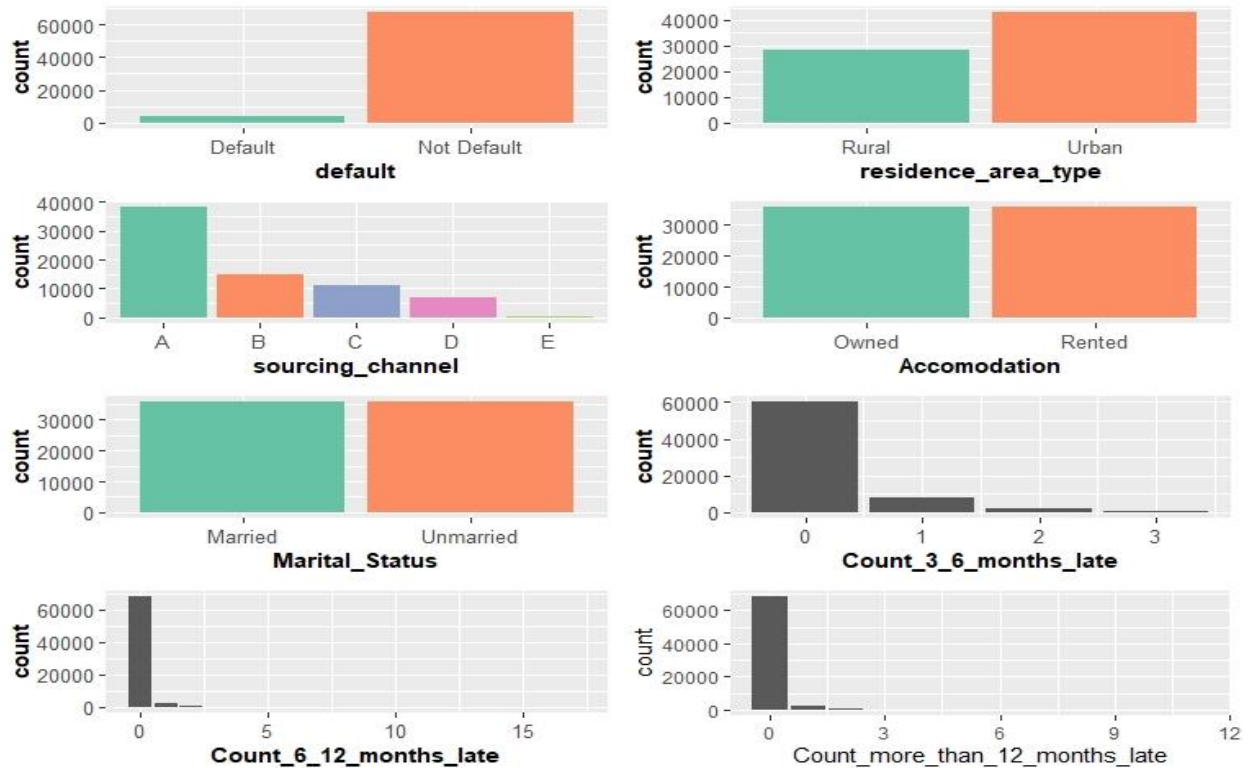 count
60000
40000
20000
0
Default Not Default
default
count
40000
30000
20000
10000
0
Rural Urban
residence_area_type
count
40000
30000
20000
10000
0
A B C D E
sourcing_channel
count
30000
20000
10000
0
Owned Rented
Accomodation
count
30000
20000
10000
0
Married Unmarried
Marital_Status
count
60000
40000
20000
0
0 1 2 3
Count_3_6_months_late
count
60000
40000
20000
0
0 5 10 15
Count_6_12_months_late
count
60000
40000
20000
0
0 3 6 9 12
Count_more_than_12_months_late